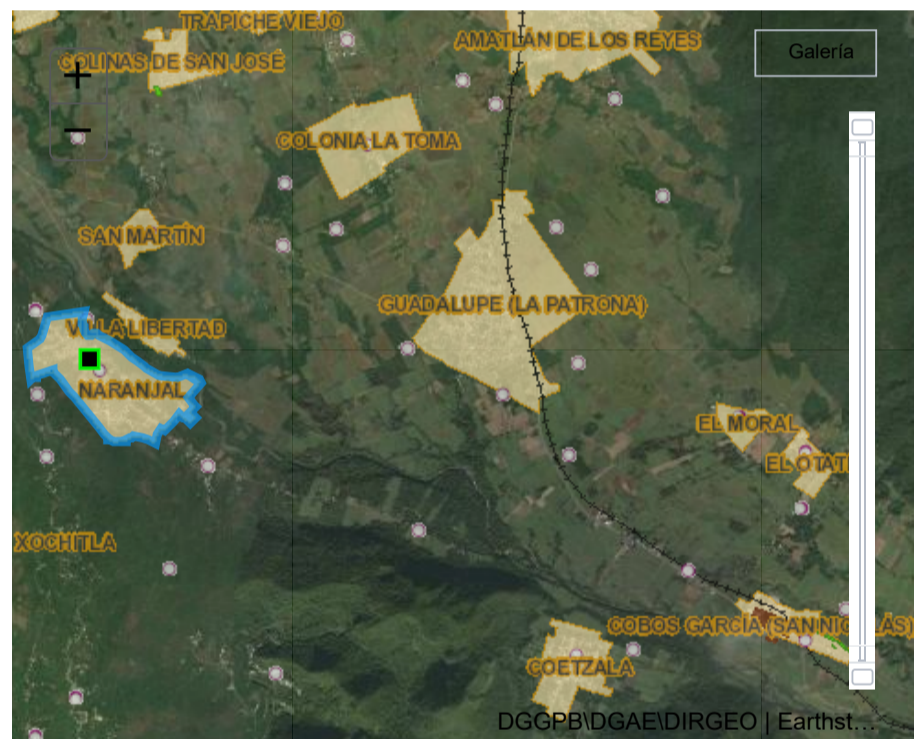 TRAPICHE VIEJO
AMATLÁN DE LOS REYES
Galería
COLINAS DE SAN JOSÉ
+
−
COLONIA LA TOMA
SAN MARTÍN
GUADALUPE (LA PATRONA)
VILLA LIBERTAD
NARANJAL
EL MORAL
EL OTATI
XOCHITLA
COBOS GARCÍA (SAN NICOLÁS)
COETZALA
DGGPB\DGAE\DIRGEO | Earthst...